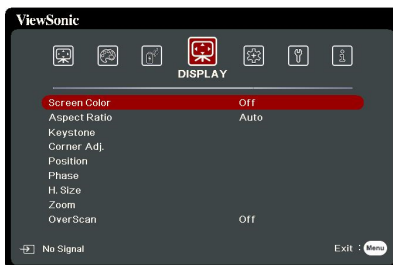 ViewSonic
DISPLAY
Screen Color Off
Aspect Ratio Auto
Keystone
Corner Adj.
Position
Phase
H. Size
Zoom
OverScan Off
No Signal
Exit : Menu